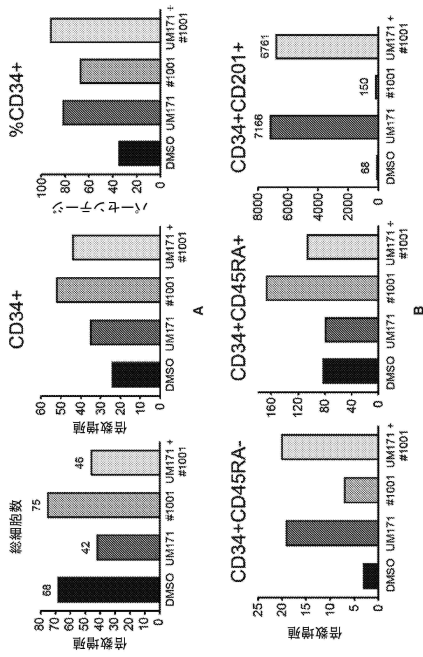 総細胞数
倍数増殖
80
70
60
50
40
30
20
10
0
68
42
75
46
DMSO
UM171
#1001
UM171 +
#1001
CD34+
倍数増殖
60
50
40
30
20
10
0
DMSO
UM171
#1001
UM171 +
#1001
%CD34+
パーセンテージ
100
80
60
40
20
0
DMSO
UM171
#1001
UM171 +
#1001
A
CD34+CD45RA-
倍数増殖
25
20
15
10
5
0
DMSO
UM171
#1001
UM171 +
#1001
CD34+CD45RA+
160
120
80
40
0
DMSO
UM171
#1001
UM171 +
#1001
CD34+CD201+
8000
6000
4000
2000
0
68
7166
150
6761
DMSO
UM171
#1001
UM171 +
#1001
B